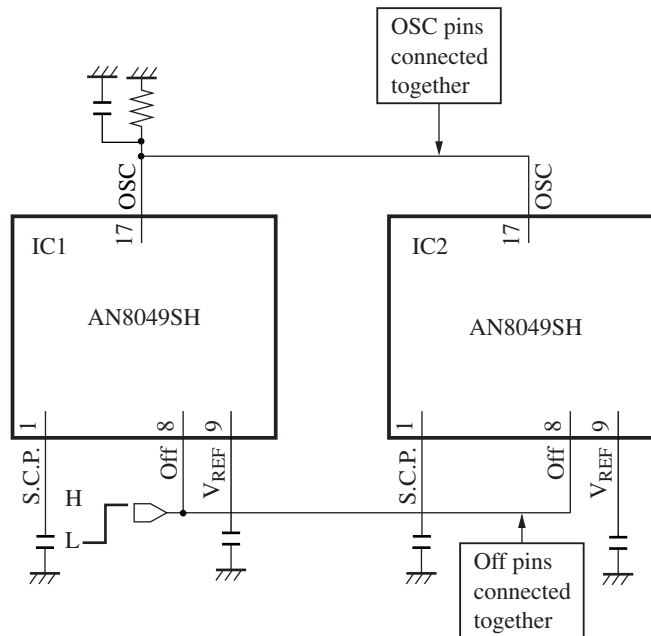 OSC pins
connected
together
OSC
OSC
17
17
IC1
IC2
AN8049SH
AN8049SH
1
8
9
1
8
9
S.C.P.
Off
VREF
S.C.P.
Off
VREF
H
L
Off pins
connected
together